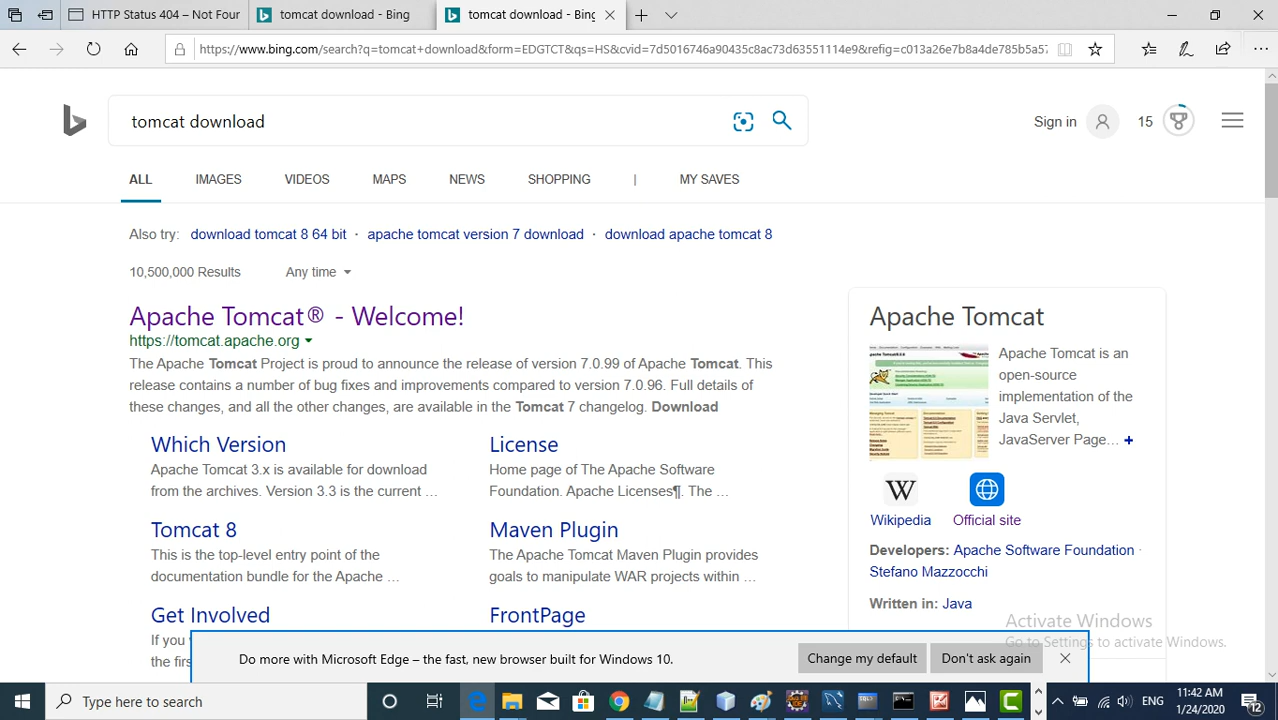 HTTP Status 404 – Not Four
tomcat download - Bing
tomcat download - Bing
https://www.bing.com/search?q=tomcat+download&form=EDGTCT&qs=HS&cvid=7d5016746a90435c8ac73d63551114e9&refig=c013a26e7b8a4de785b5a57
tomcat download
Sign in
15
ALL
IMAGES
VIDEOS
MAPS
NEWS
SHOPPING
|
MY SAVES
Also try: download tomcat 8 64 bit · apache tomcat version 7 download · download apache tomcat 8
10,500,000 Results
Any time
Apache Tomcat® - Welcome!
https://tomcat.apache.org
The Apache Tomcat Project is proud to announce the release of version 7.0.99 of Apache Tomcat. This
release contains a number of bug fixes and improvements compared to version 7.0.96. Full details of
these changes, and all the other changes, are available in the Tomcat 7 changelog. Download
Which Version
Apache Tomcat 3.x is available for download
from the archives. Version 3.3 is the current ...
License
Home page of The Apache Software
Foundation. Apache Licenses¶. The ...
Tomcat 8
This is the top-level entry point of the
documentation bundle for the Apache ...
Maven Plugin
The Apache Tomcat Maven Plugin provides
goals to manipulate WAR projects within ...
Get Involved
If you
the firs
FrontPage
Apache Tomcat
Apache Tomcat is an
open-source
implementation of the
Java Servlet,
JavaServer Page...
W
Wikipedia
Official site
Developers: Apache Software Foundation ·
Stefano Mazzocchi
Written in: Java
Activate Windows
Go to Settings to activate Windows.
Do more with Microsoft Edge – the fast, new browser built for Windows 10.
Change my default
Don't ask again
Type here to search
ENG
11:42 AM
1/24/2020
12